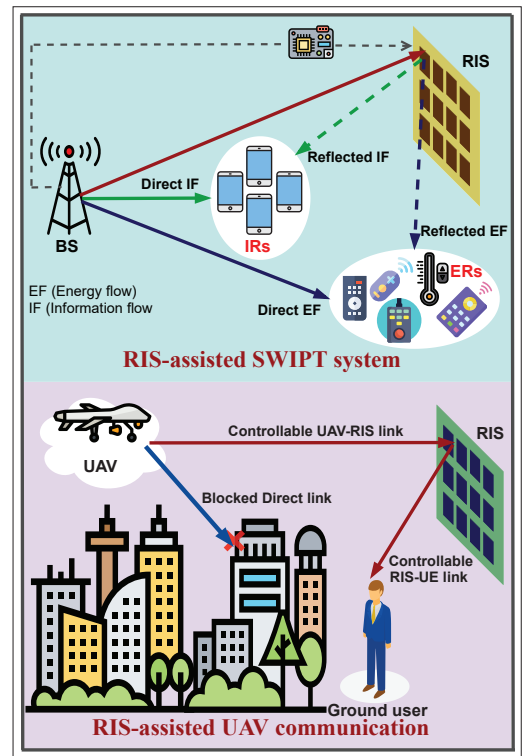 RIS
Reflected IF
Direct IF
BS
IRs
Reflected EF
ERs
EF (Energy flow)
IF (Information flow
Direct EF
RIS-assisted SWIPT system
Controllable UAV-RIS link
RIS
UAV
Blocked Direct link
Controllable
RIS-UE link
Ground user
RIS-assisted UAV communication